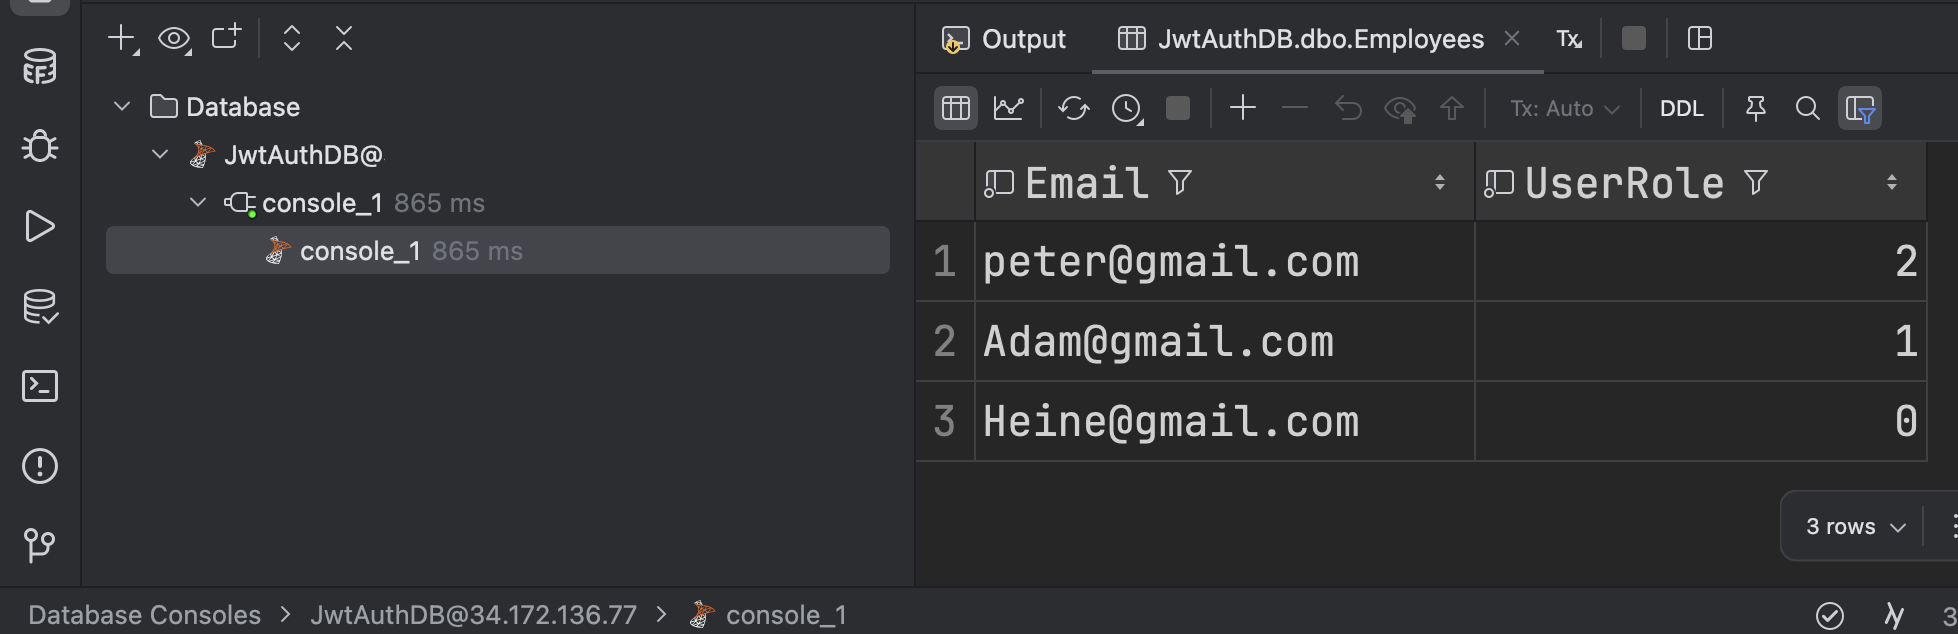 Output
JwtAuthDB.dbo.Employees
Tx
Database
JwtAuthDB@
console_1 865 ms
console_1 865 ms
Tx: Auto
DDL
Email UserRole
1 peter@gmail.com 2
2 Adam@gmail.com 1
3 Heine@gmail.com 0
3 rows
Database Consoles > JwtAuthDB@34.172.136.77 > console_1
3